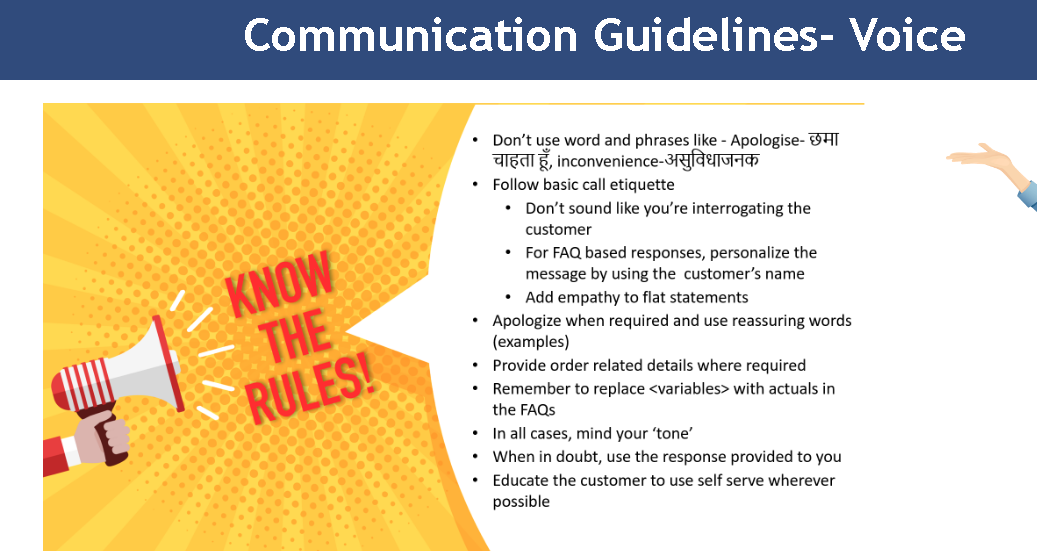 Communication Guidelines- Voice
KNOW
THE
RULES!
• Don't use word and phrases like - Apologise- छमा
चाहता हूँ, inconvenience-असुविधाजनक
• Follow basic call etiquette
• Don't sound like you're interrogating the
customer
• For FAQ based responses, personalize the
message by using the customer's name
• Add empathy to flat statements
• Apologize when required and use reassuring words
(examples)
• Provide order related details where required
• Remember to replace <variables> with actuals in
the FAQs
• In all cases, mind your 'tone'
• When in doubt, use the response provided to you
• Educate the customer to use self serve wherever
possible